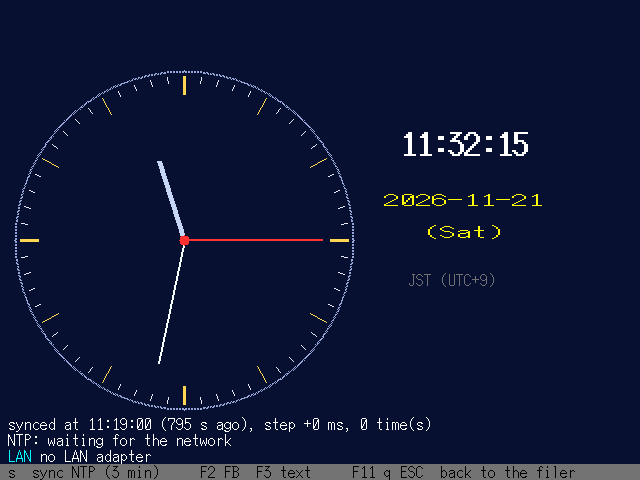 11:32:15
2026-11-21
(Sat)
JST (UTC+9)
synced at 11:19:00 (795 s ago), step +0 ms, 0 time(s)
NTP: waiting for the network
LAN no LAN adapter
s  sync NTP (3 min)     F2 FB  F3 text     F11 q ESC  back to the filer